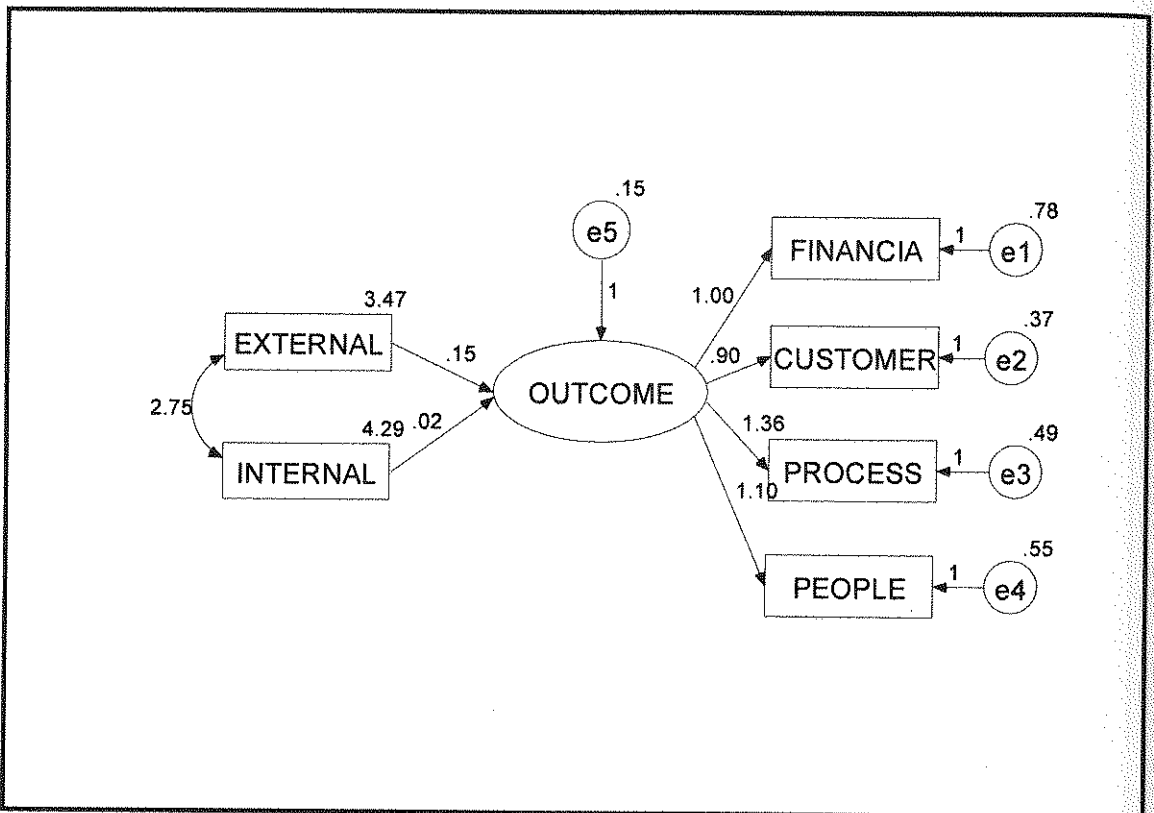 .15
e5
1
.78
FINANCIA
1
e1
1.00
3.47
EXTERNAL
.15
.37
.90
CUSTOMER
1
e2
OUTCOME
2.75
4.29
.02
INTERNAL
1.36
.49
PROCESS
1
e3
1.10
.55
PEOPLE
1
e4